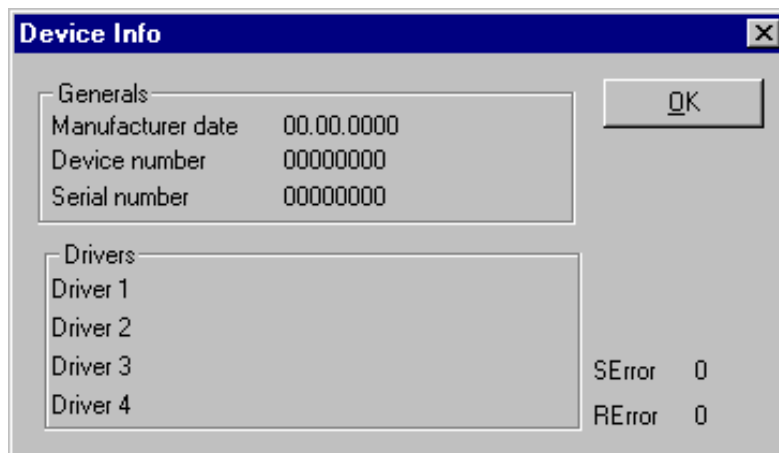 Device Info
Generals
OK
Manufacturer date 00.00.0000
Device number 00000000
Serial number 00000000
Drivers
Driver 1
Driver 2
Driver 3
SError 0
Driver 4
RError 0